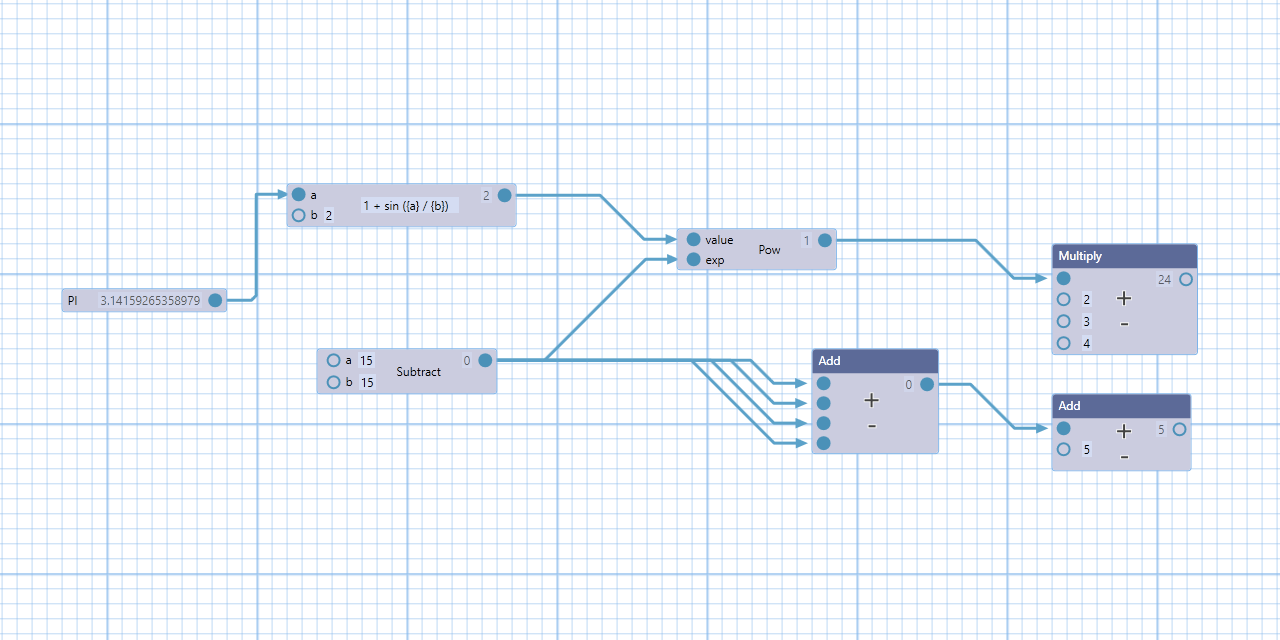 a
b 2
1 + sin ({a} / {b})
2
value
exp
Pow
1
Multiply
2
3
4
+
-
24
PI 3.14159265358979
a 15
b 15
Subtract
0
Add
+
-
0
Add
5
+
-
5